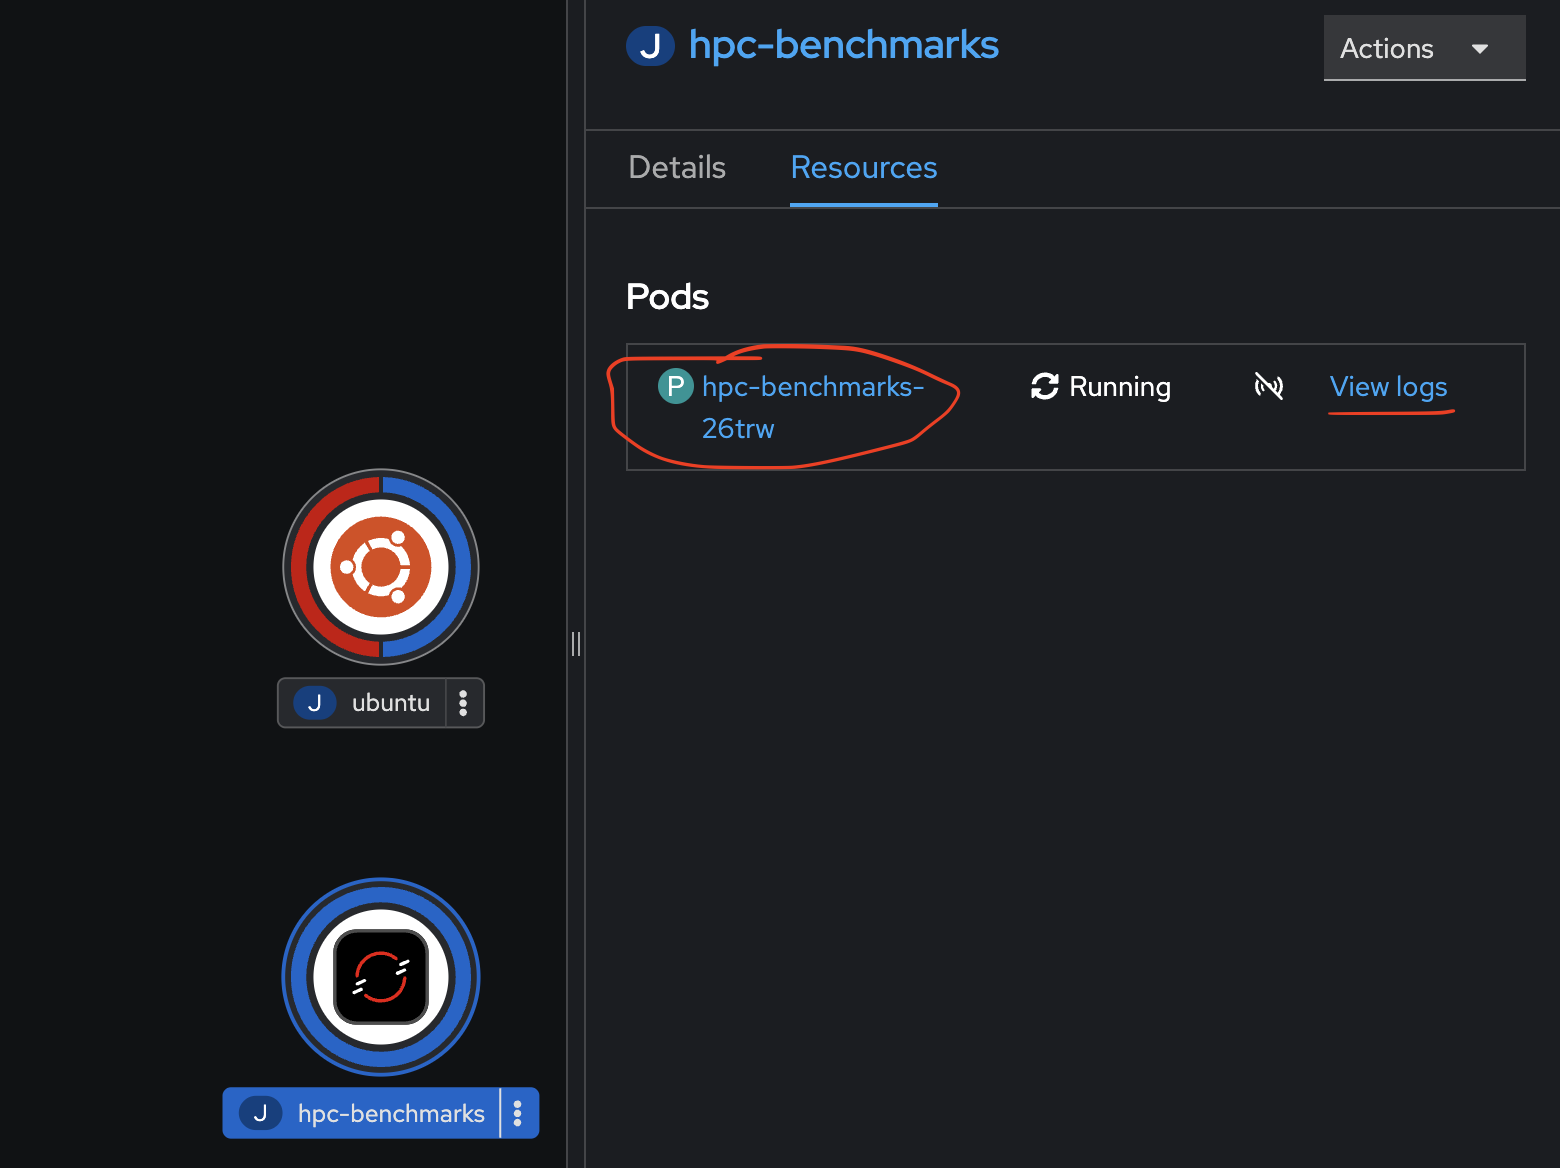 J hpc-benchmarks
Actions
Details Resources
Pods
P hpc-benchmarks-
26trw
Running
View logs
J ubuntu
J hpc-benchmarks